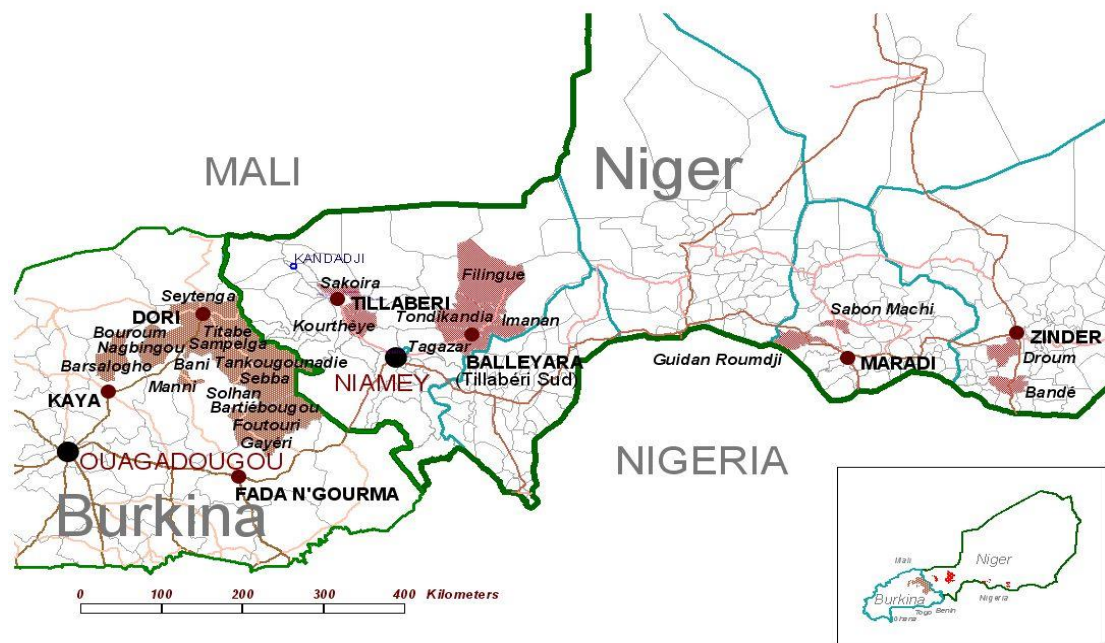 MALI
Niger
KANDADJI
Filingue
Sakoira
Seytenga
TILLABERI
Tondikandia
Imanan
DORI
Titabe
Kourthèye
Sabon Machi
Bouroum
Nagbingou
Sampelga
Tagazar
ZINDER
Barsalogho
Bani
Tankougounadie
BALLEYARA
(Tillabéri Sud)
Guidan Roumdji
MARADI
Droum
Manni
Sebba
NIAMEY
KAYA
Solhan
Bandé
Bartiébougou
Foutouri
Gayéri
OUAGADOUGOU
NIGERIA
FADA N'GOURMA
Burkina
0 100 200 300 400 Kilometers
Mali
Niger
Burkina
Nigeria
Togo
Benin
Ghana